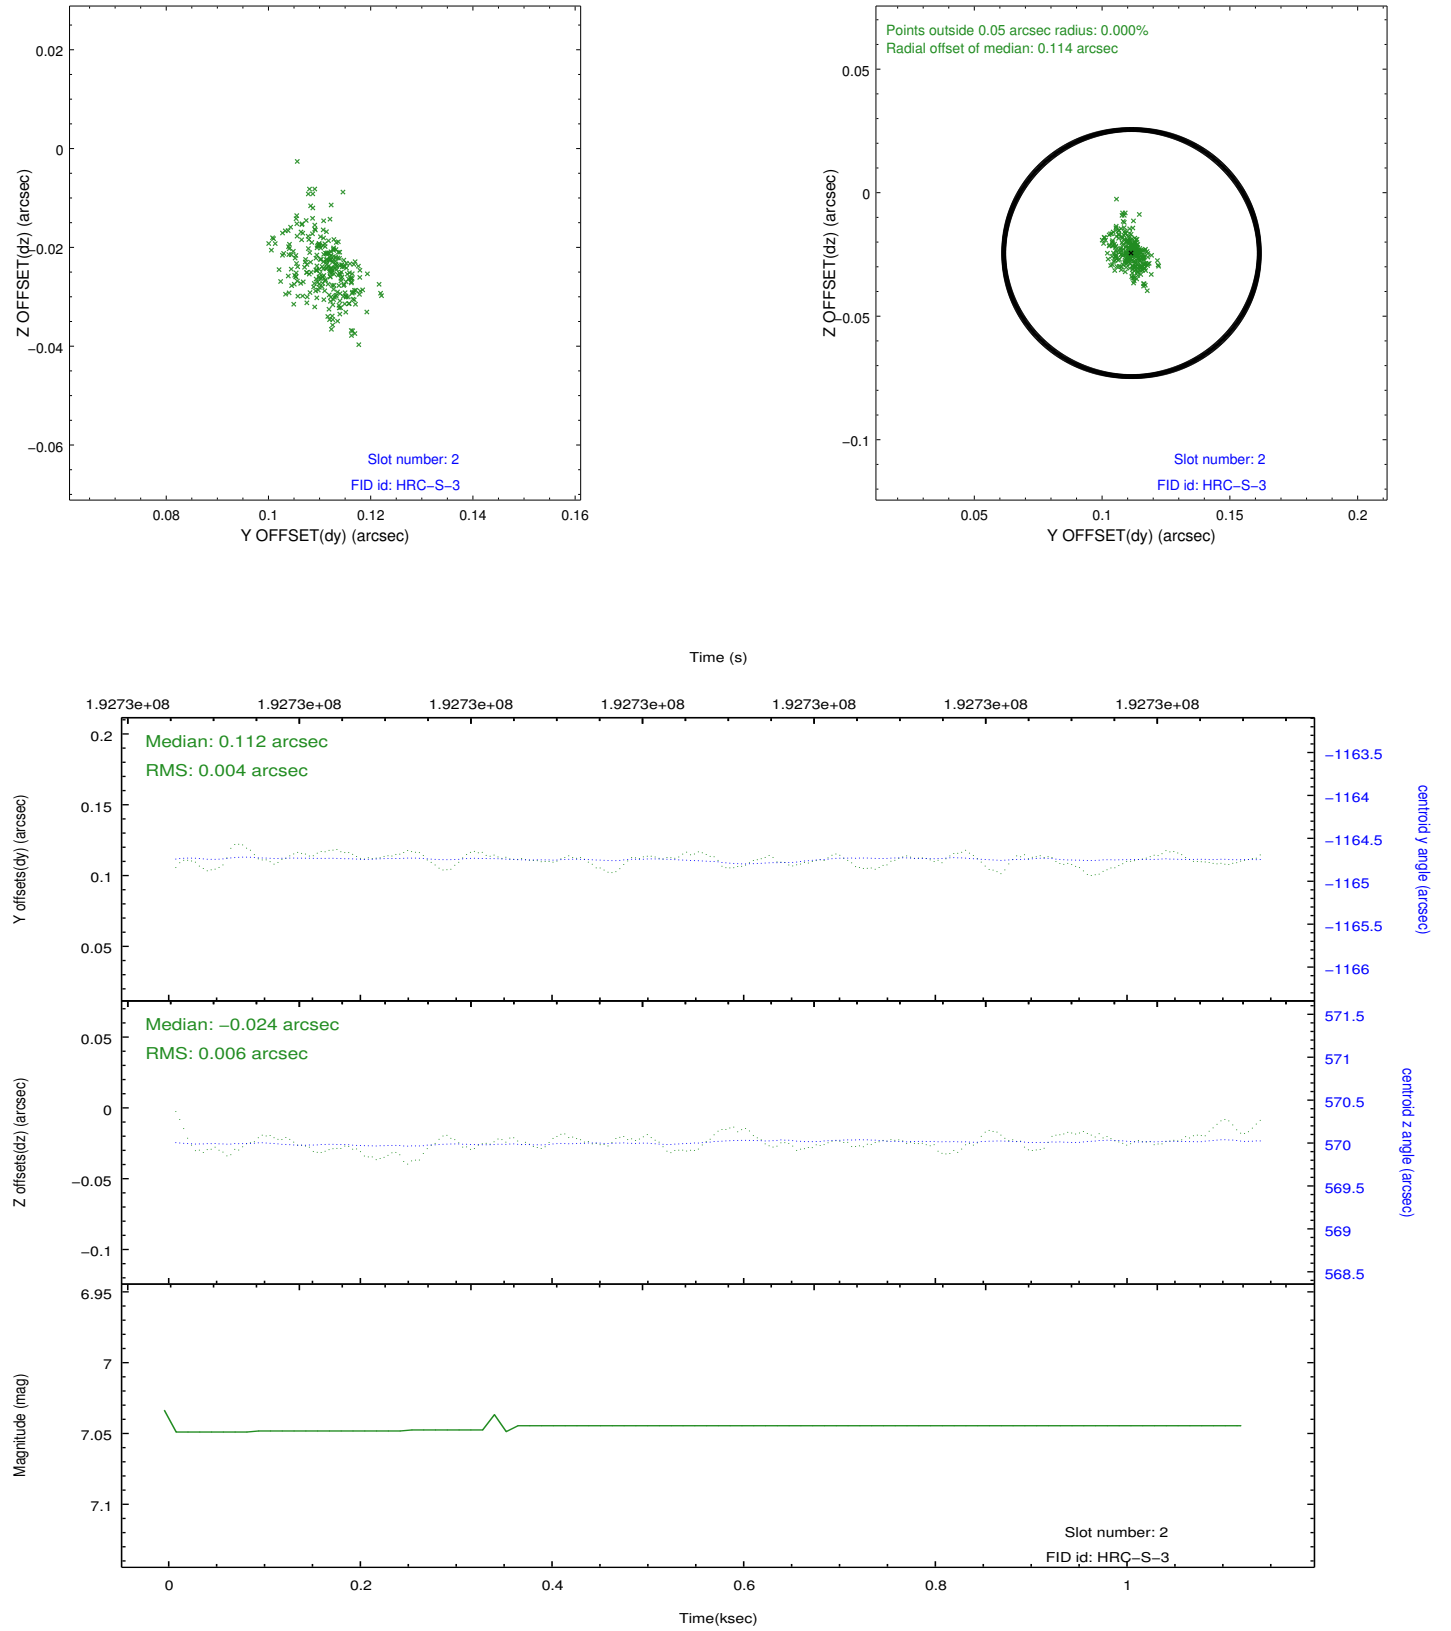 0.02
0
−0.02
−0.04
−0.06
Z OFFSET(dz) (arcsec)
Slot number: 2
FID id: HRC−S−3
0.08
0.1
0.12
0.14
0.16
Y OFFSET(dy) (arcsec)
Points outside 0.05 arcsec radius: 0.000%
Radial offset of median: 0.114 arcsec
0.05
0
−0.05
−0.1
Z OFFSET(dz) (arcsec)
Slot number: 2
FID id: HRC−S−3
0.05
0.1
0.15
0.2
Y OFFSET(dy) (arcsec)
Time (s)
1.9273e+08
1.9273e+08
1.9273e+08
1.9273e+08
1.9273e+08
1.9273e+08
1.9273e+08
Median: 0.112 arcsec
RMS: 0.004 arcsec
0.2
0.15
0.1
0.05
Y offsets(dy) (arcsec)
−1163.5
−1164
−1164.5
−1165
−1165.5
−1166
centroid y angle (arcsec)
Median: −0.024 arcsec
RMS: 0.006 arcsec
0.05
0
−0.05
−0.1
Z offsets(dz) (arcsec)
571.5
571
570.5
570
569.5
569
568.5
centroid z angle (arcsec)
6.95
7
7.05
7.1
Magnitude (mag)
Slot number: 2
FID id: HRC−S−3
0
0.2
0.4
0.6
0.8
1
Time(ksec)